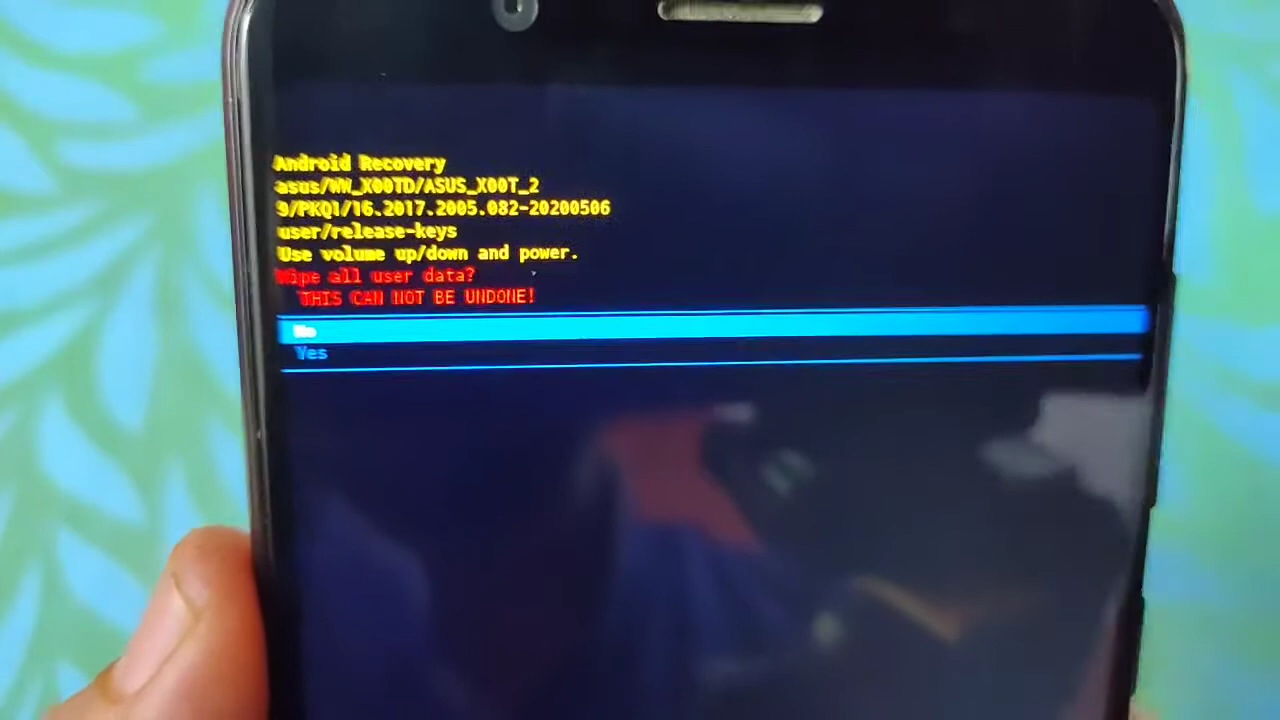 Android Recovery
asus/WW_X00TD/ASUS_X00T_2
9/PKQ1/16.2017.2005.082-20200506
user/release-keys
Use volume up/down and power.
Wipe all user data?
THIS CAN NOT BE UNDONE!
No
Yes